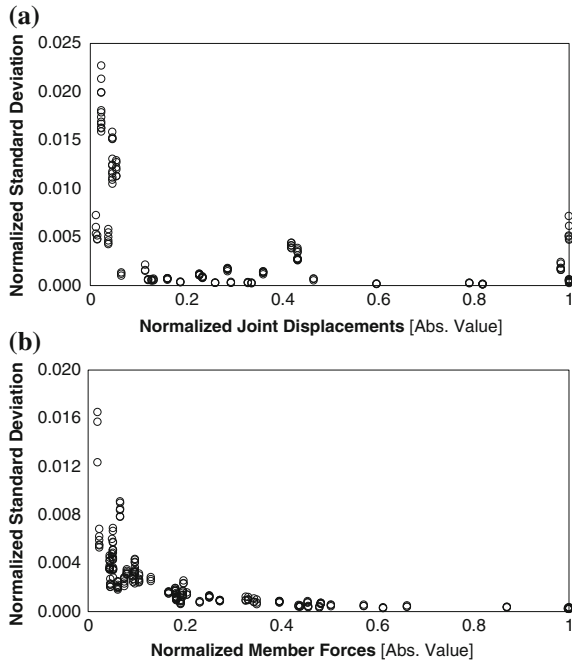 (a)
Normalized Standard Deviation
0.025
0.020
0.015
0.010
0.005
0.000
0 0.2 0.4 0.6 0.8 1
Normalized Joint Displacements [Abs. Value]
(b)
Normalized Standard Deviation
0.020
0.016
0.012
0.008
0.004
0.000
0 0.2 0.4 0.6 0.8 1
Normalized Member Forces [Abs. Value]